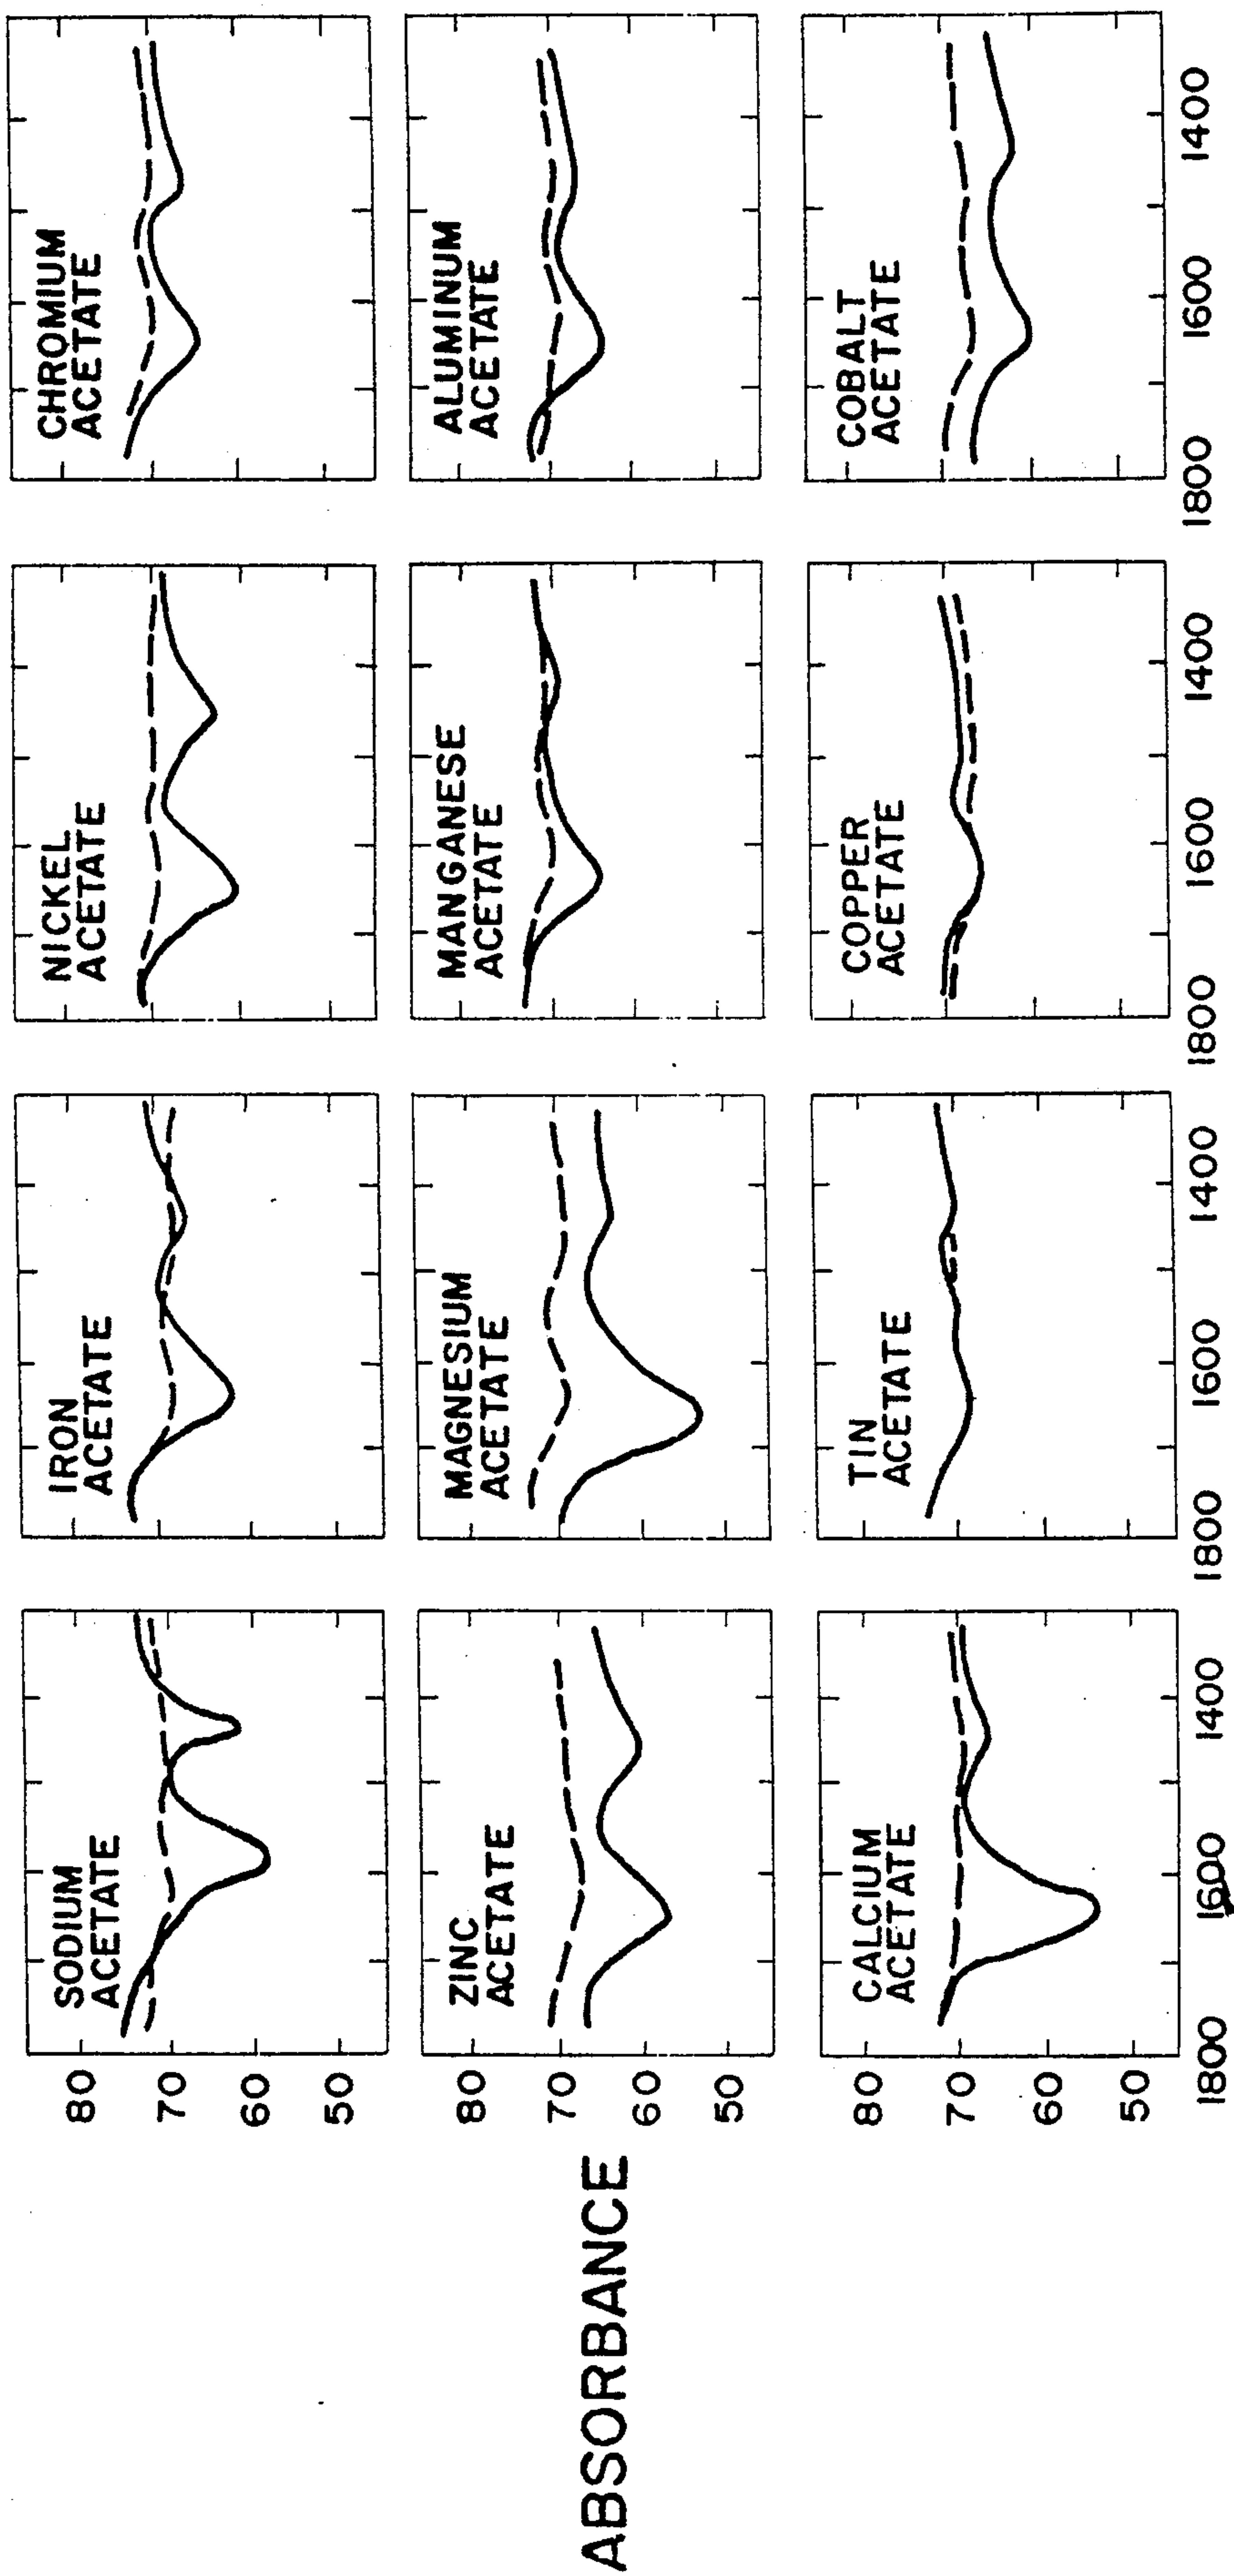 SODIUM
ACETATE
IRON
ACETATE
NICKEL
ACETATE
CHROMIUM
ACETATE
80
70
60
ZINC
ACETATE
MAGNESIUM
ACETATE
MANGANESE
ACETATE
ALUMINUM
ACETATE
80
70
60
ABSORBANCE
CALCIUM
ACETATE
TIN
ACETATE
COPPER
ACETATE
COBALT
ACETATE
80
70
60
50
1800 1600 1400 1800 1600 1400 1800 1600 1400 1800 1600 1400